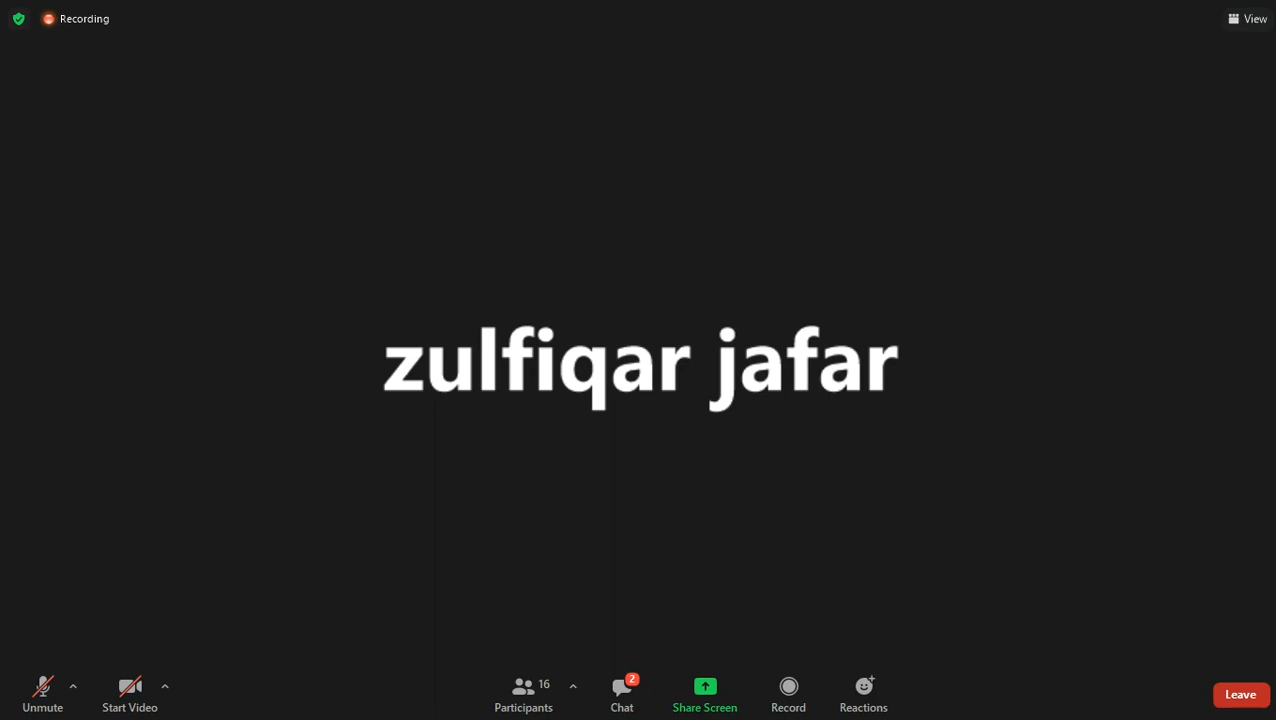 Recording
View
zulfiqar jafar
Unmute
Start Video
16
Participants
2
Chat
Share Screen
Record
Reactions
Leave